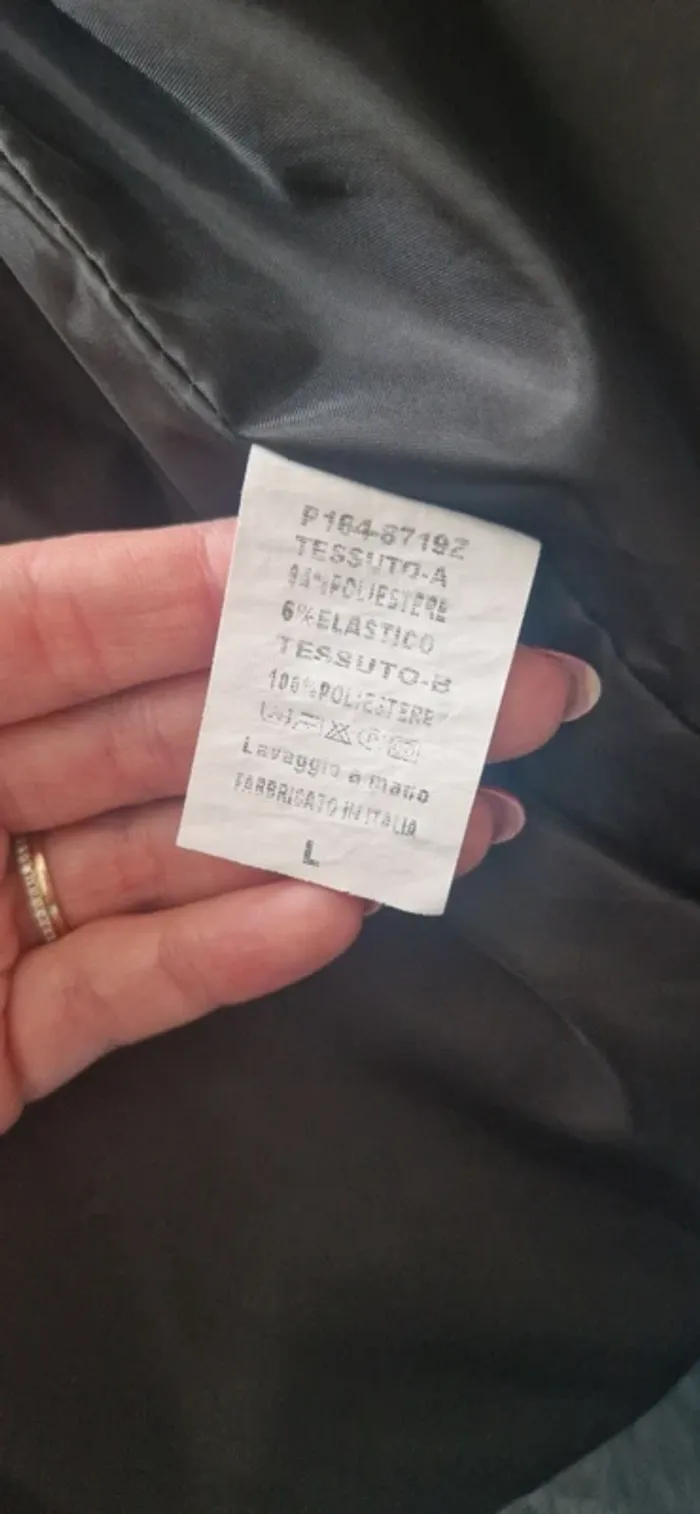 P164-87192
TESSUTO-A
94%POLIESTERE
6%ELASTICO
TESSUTO-B
100%POLIESTERE
Lavaggio a mano
FABBRICATO IN ITALIA
L